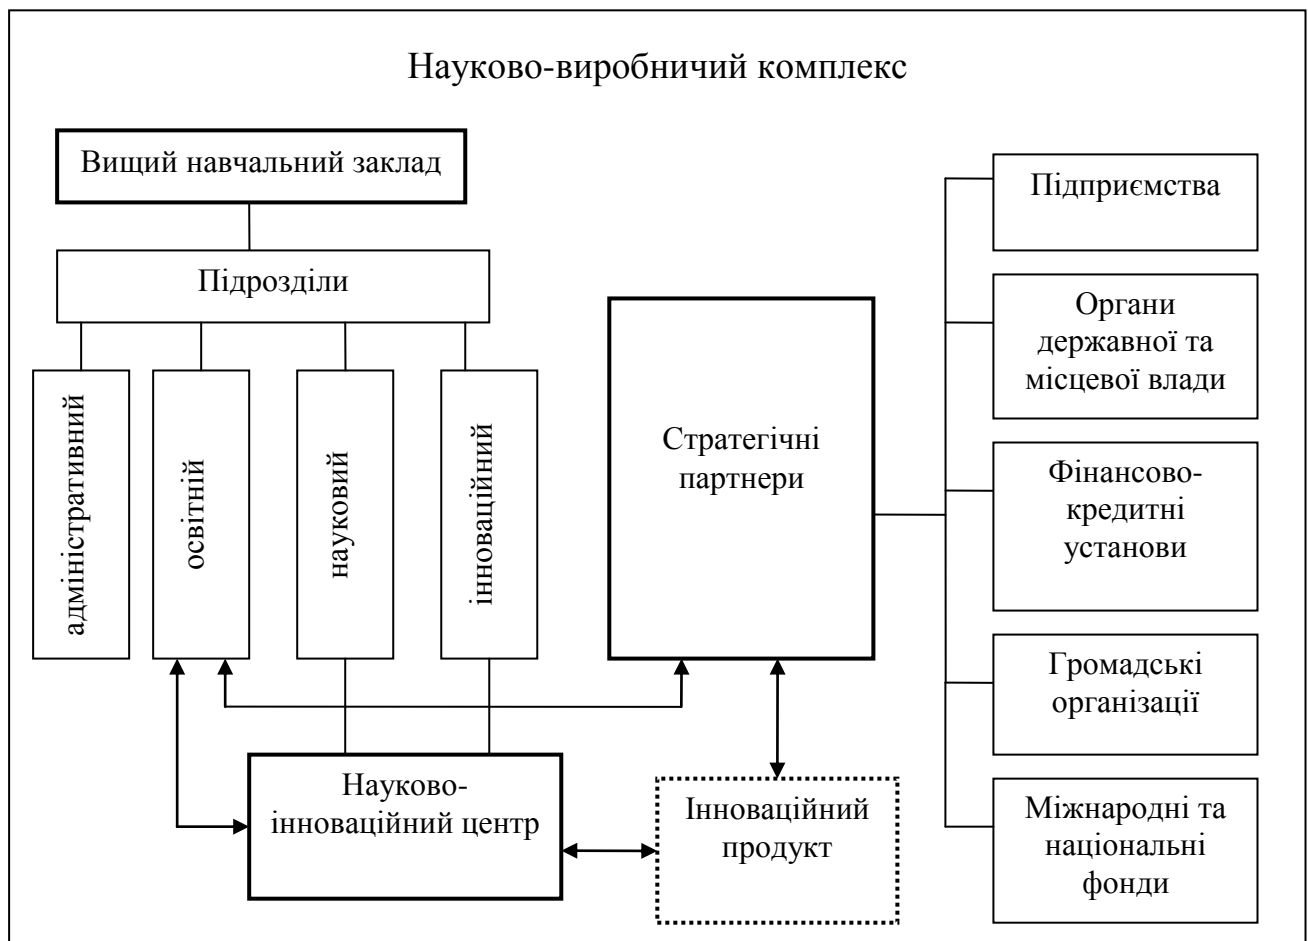 Науково-виробничий комплекс
Вищий навчальний заклад
Підрозділи
адміністративний
освітній
науковий
інноваційний
Науково-
інноваційний центр
Стратегічні
партнери
Інноваційний
продукт
Підприємства
Органи
державної та
місцевої влади
Фінансово-
кредитні
установи
Громадські
організації
Міжнародні та
національні
фонди